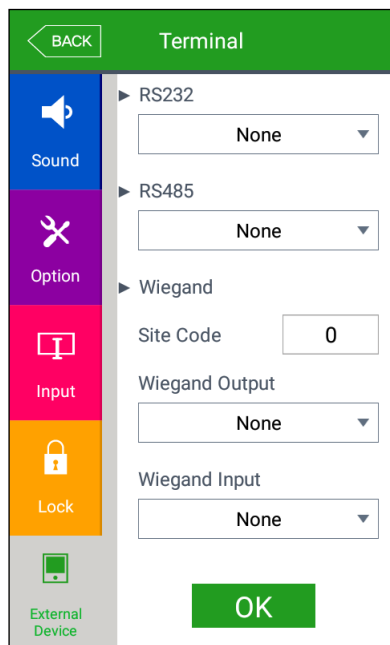 BACK
Terminal
Sound
Option
Input
Lock
External
Device
▶ RS232
None
▶ RS485
None
▶ Wiegand
Site Code 0
Wiegand Output
None
Wiegand Input
None
OK